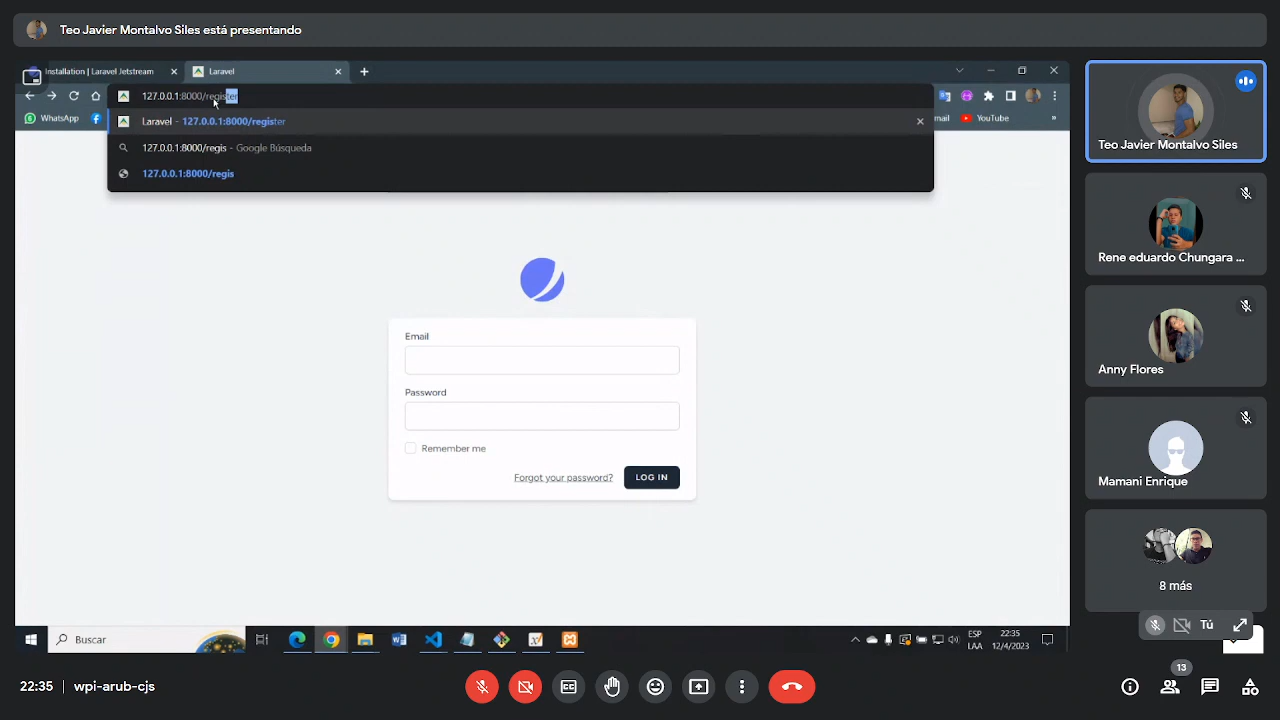 Teo Javier Montalvo Siles está presentando
Installation | Laravel Jetstream
Laravel
127.0.0.1:8000/register
WhatsApp
mail
YouTube
Laravel - 127.0.0.1:8000/register
127.0.0.1:8000/regis - Google Búsqueda
127.0.0.1:8000/regis
Email
Password
Remember me
Forgot your password?
LOG IN
Buscar
ESP
LAA
22:35
12/4/2023
Teo Javier Montalvo Siles
Rene eduardo Chungara ...
Anny Flores
Mamani Enrique
8 más
Tú
22:35 | wpi-arub-cjs
13